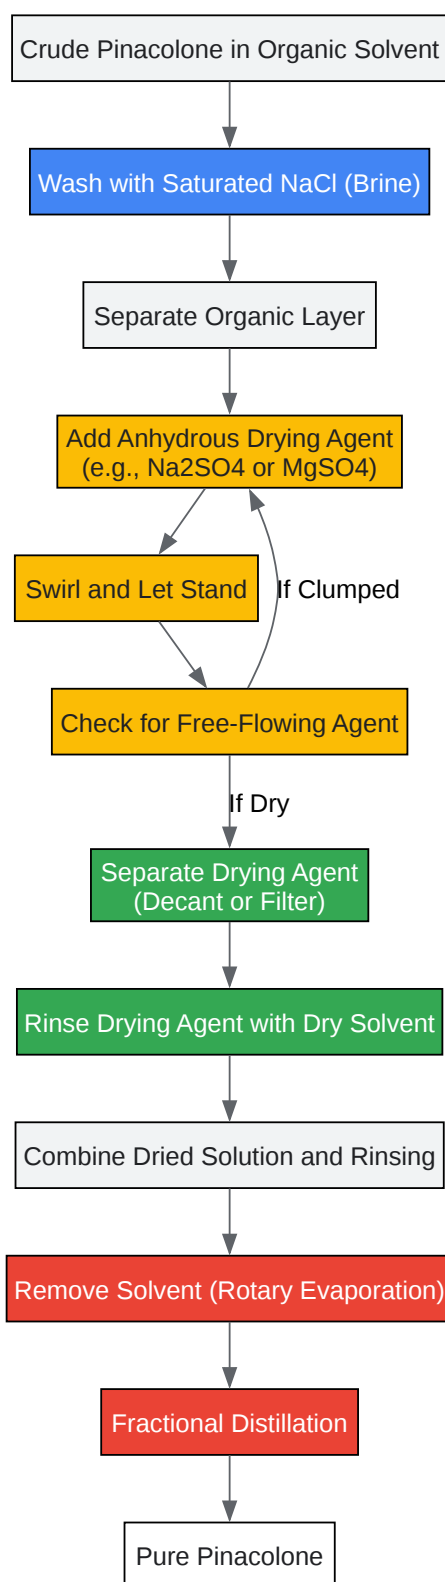 Crude Pinacolone in Organic Solvent
Wash with Saturated NaCl (Brine)
Separate Organic Layer
Add Anhydrous Drying Agent
(e.g., Na2SO4 or MgSO4)
Swirl and Let Stand
If Clumped
Check for Free-Flowing Agent
If Dry
Separate Drying Agent
(Decant or Filter)
Rinse Drying Agent with Dry Solvent
Combine Dried Solution and Rinsing
Remove Solvent (Rotary Evaporation)
Fractional Distillation
Pure Pinacolone